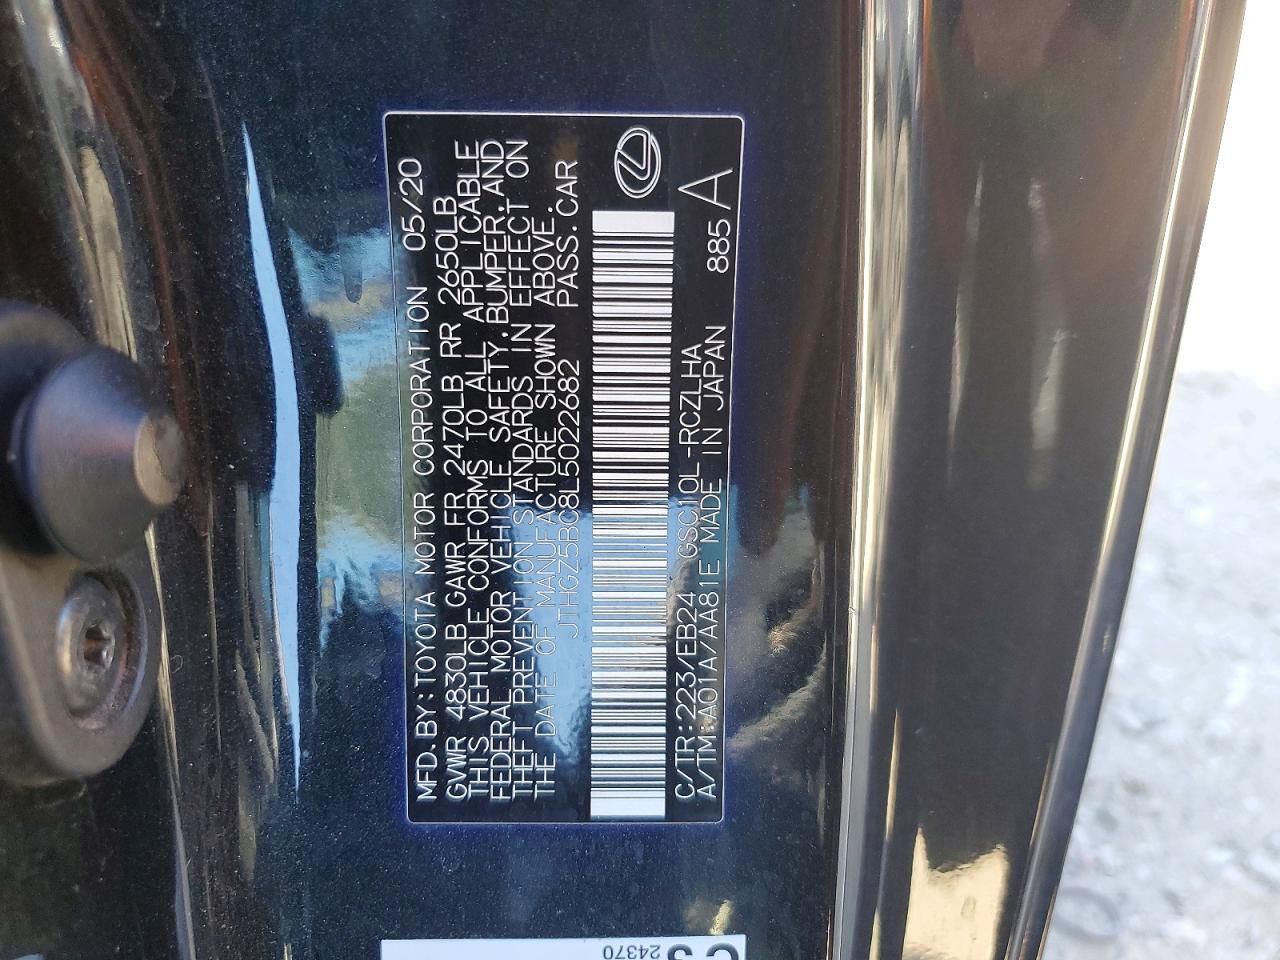 MFD.BY:TOYOTA MOTOR CORPORATION 05/20
GVWR 4830LB GAWR FR 2470LB RR 2650LB
THIS VEHICLE CONFORMS TO ALL APPLICABLE
FEDERAL MOTOR VEHICLE SAFETY,BUMPER,AND
THEFT PREVENTION STANDARDS IN EFFECT ON
THE DATE OF MANUFACTURE SHOWN ABOVE.
JTHGZ5BC8L5022682 PASS.CAR
C/TR:223/EB24 GSC10L-RCZLHA
A/TM:A01A/AA81E MADE IN JAPAN 885 A
24370